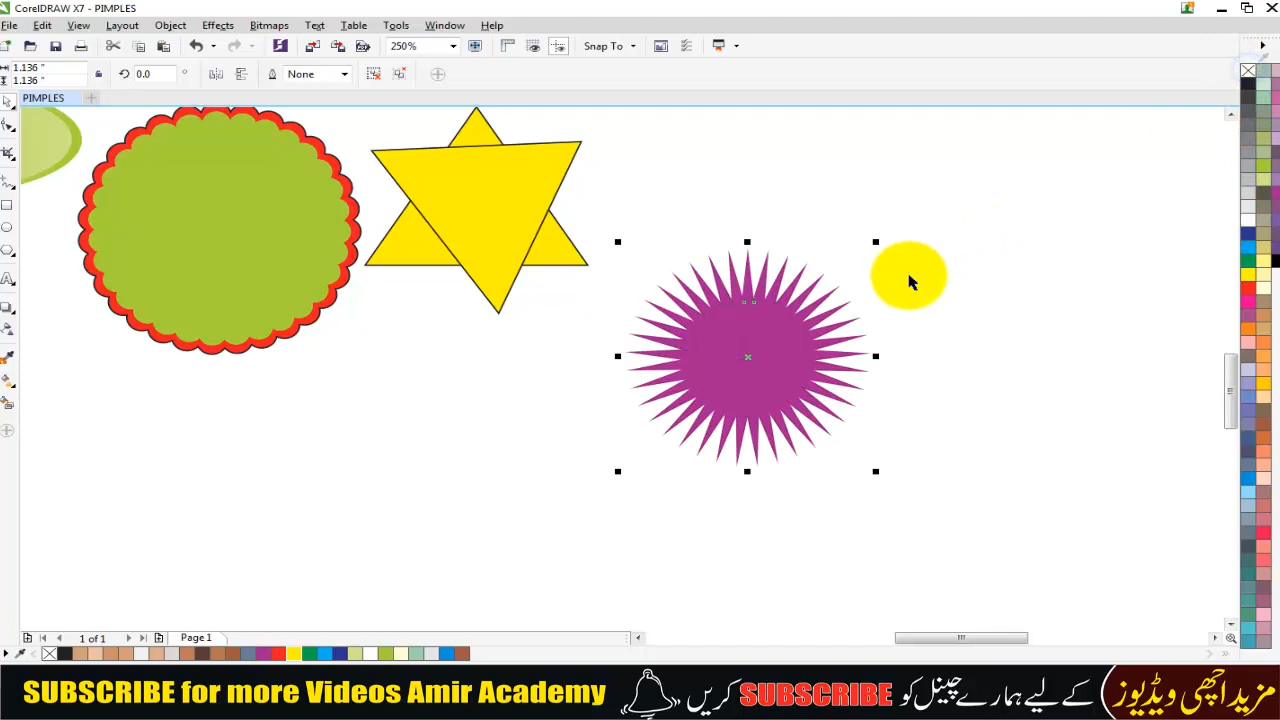 CorelDRAW X7 - PIMPLES
File Edit View Layout Object Effects Bitmaps Text Table Tools Window Help
250% Snap To
1.136 "
1.136 "
0.0 ° None
PIMPLES
1 of 1 Page 1
SUBSCRIBE for more Videos Amir Academy
مزید اچھی ویڈیوز کے لیے ہمارے چینل کو SUBSCRIBE کریں